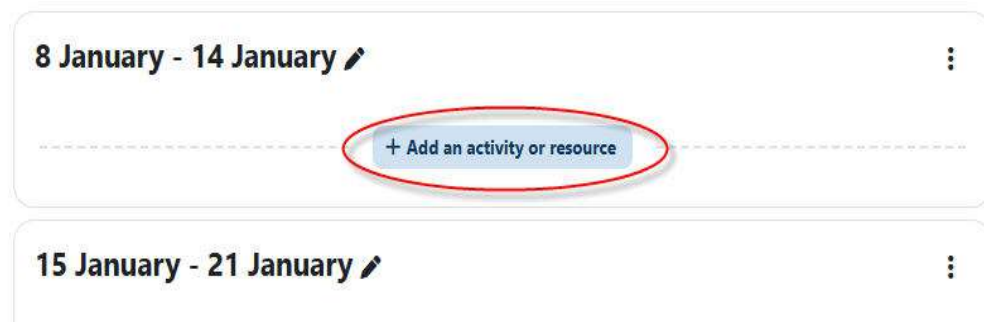 8 January - 14 January
+ Add an activity or resource
15 January - 21 January